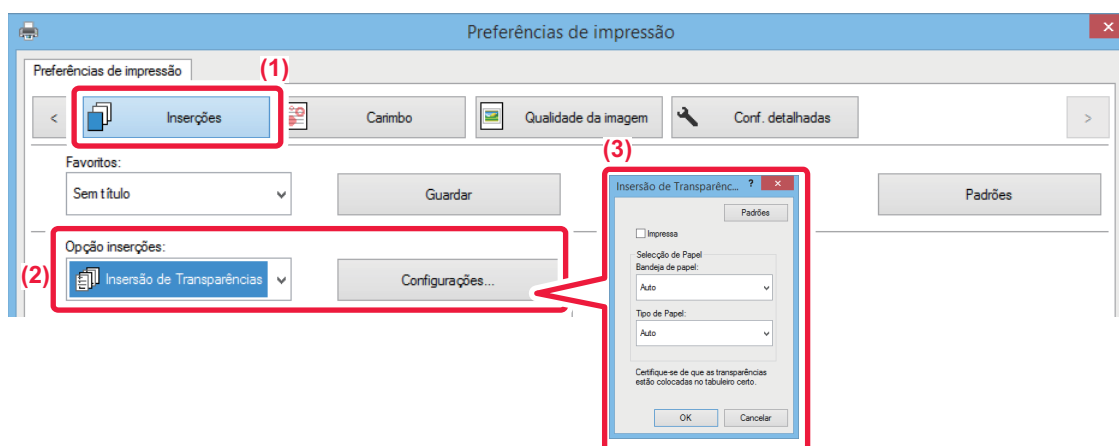 Preferências de impressão
Preferências de impressão
(1)
< Inserções Carimbo Qualidade da imagem Conf. detalhadas >
Favoritos:
Sem título Guardar Padrões
Opção inserções:
(2) Insersão de Transparências Configurações...
(3)
Insersão de Transparênc... ?
Padrões
Impressa
Selecção de Papel
Bandeja de papel:
Auto
Tipo de Papel:
Auto
Certifique-se de que as transparências
estão colocadas no tabuleiro certo.
OK Cancelar